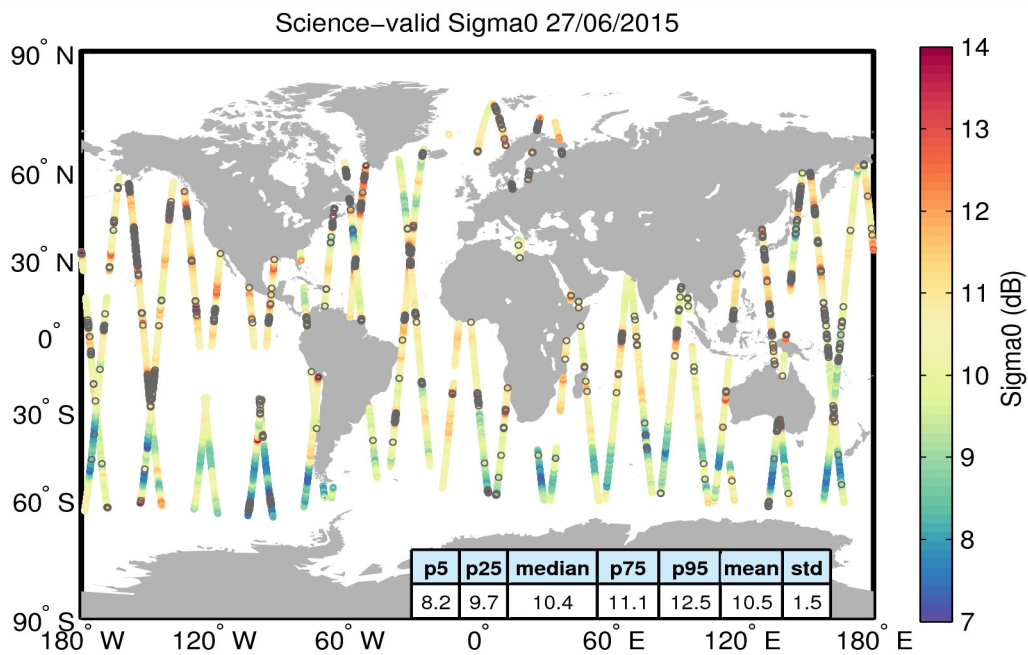 Science−valid Sigma0 27/06/2015
90° N
60° N
30° N
0°
30° S
60° S
90° S
180° W
120° W
60° W
0°
60° E
120° E
180° E
p5 p25 median p75 p95 mean std
8.2 9.7 10.4 11.1 12.5 10.5 1.5
14
13
12
11
10
9
8
7
Sigma0 (dB)